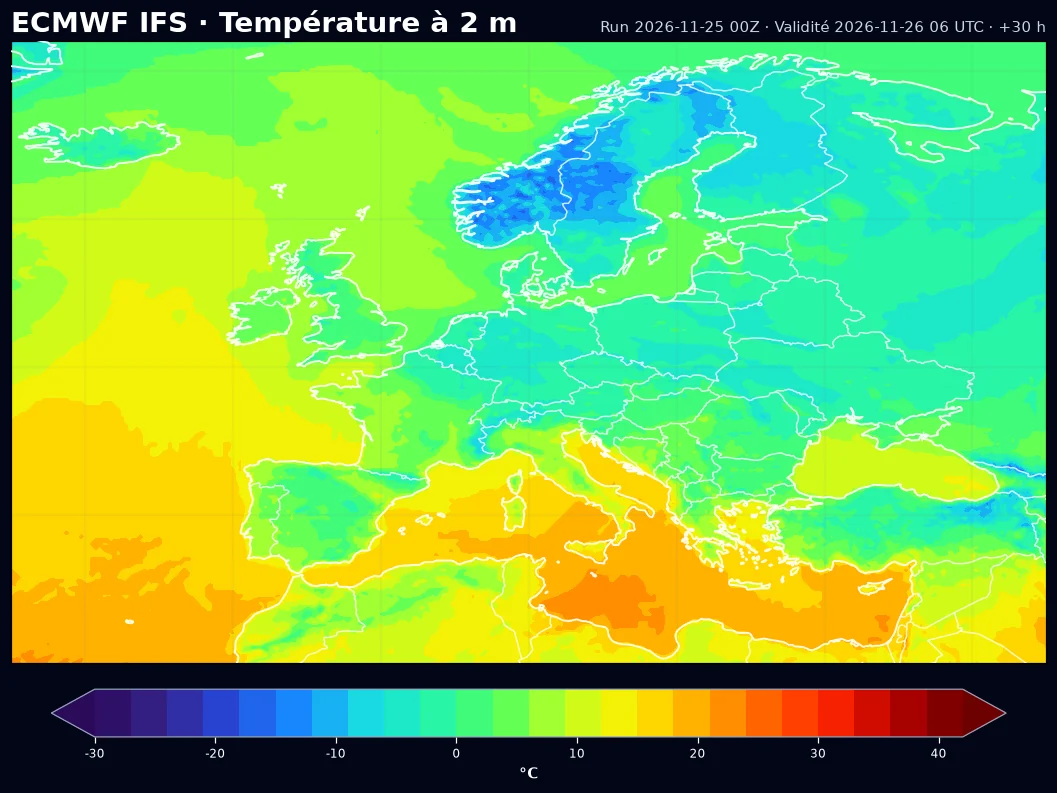 ECMWF IFS · Température à 2 m
Run 2026-11-25 00Z · Validité 2026-11-26 06 UTC · +30 h
-30 -20 -10 0 10 20 30 40
°C